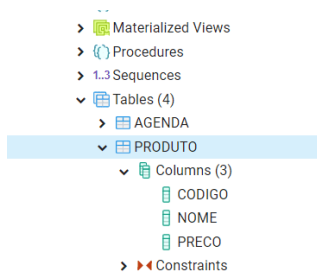 Materialized Views
Procedures
1..3 Sequences
Tables (4)
AGENDA
PRODUTO
Columns (3)
CODIGO
NOME
PRECO
Constraints